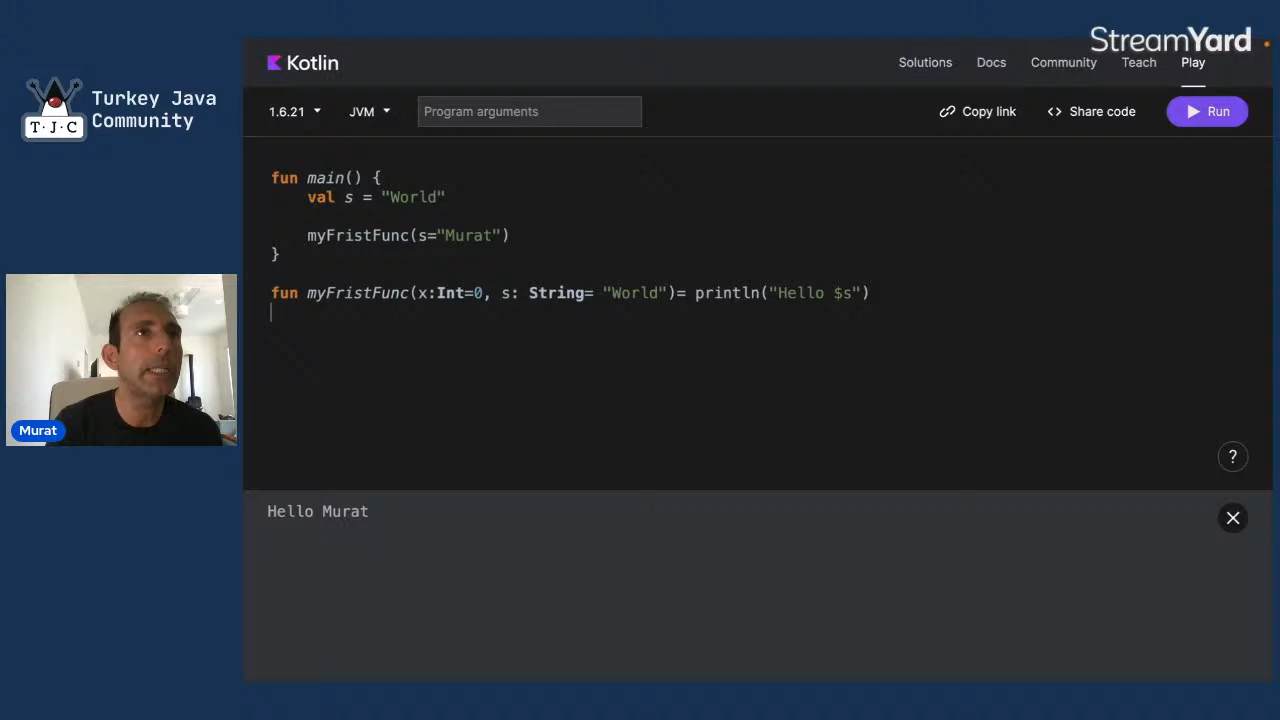 StreamYard
Kotlin
Solutions Docs Community Teach Play
Turkey Java
Community
T·J·C
1.6.21 JVM Program arguments Copy link Share code Run
fun main() {
val s = "World"
myFristFunc(s="Murat")
}
fun myFristFunc(x:Int=0, s: String= "World")= println("Hello $s")
Murat
?
Hello Murat